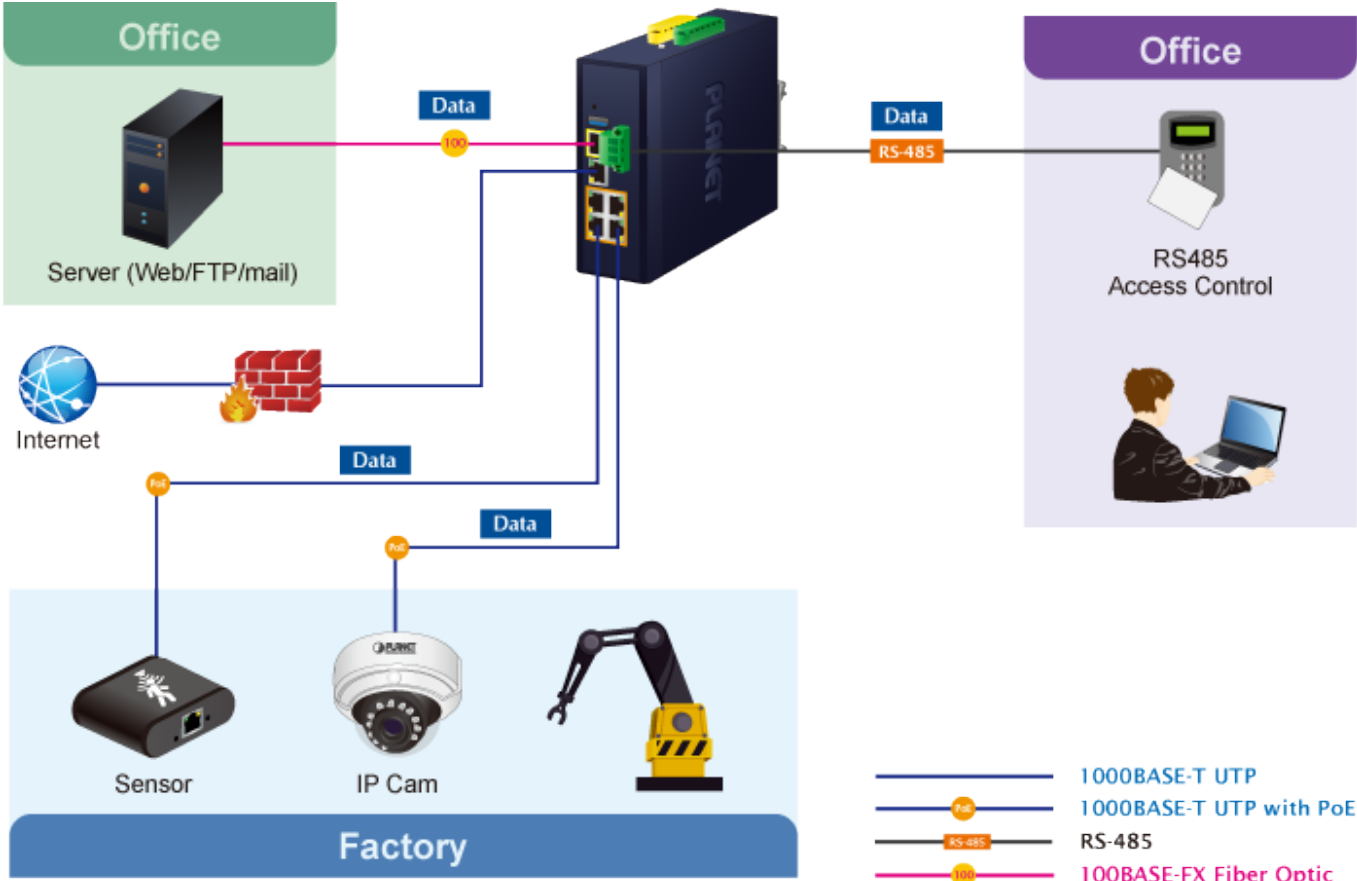 Office
Server (Web/FTP/mail)
Data
100
PLANET
Data
RS-485
Office
RS485
Access Control
Internet
Data
PoE
Data
PoE
PLANET
Sensor
IP Cam
Factory
1000BASE-T UTP
PoE
1000BASE-T UTP with PoE
RS-485
RS-485
100
100BASE-FX Fiber Optic